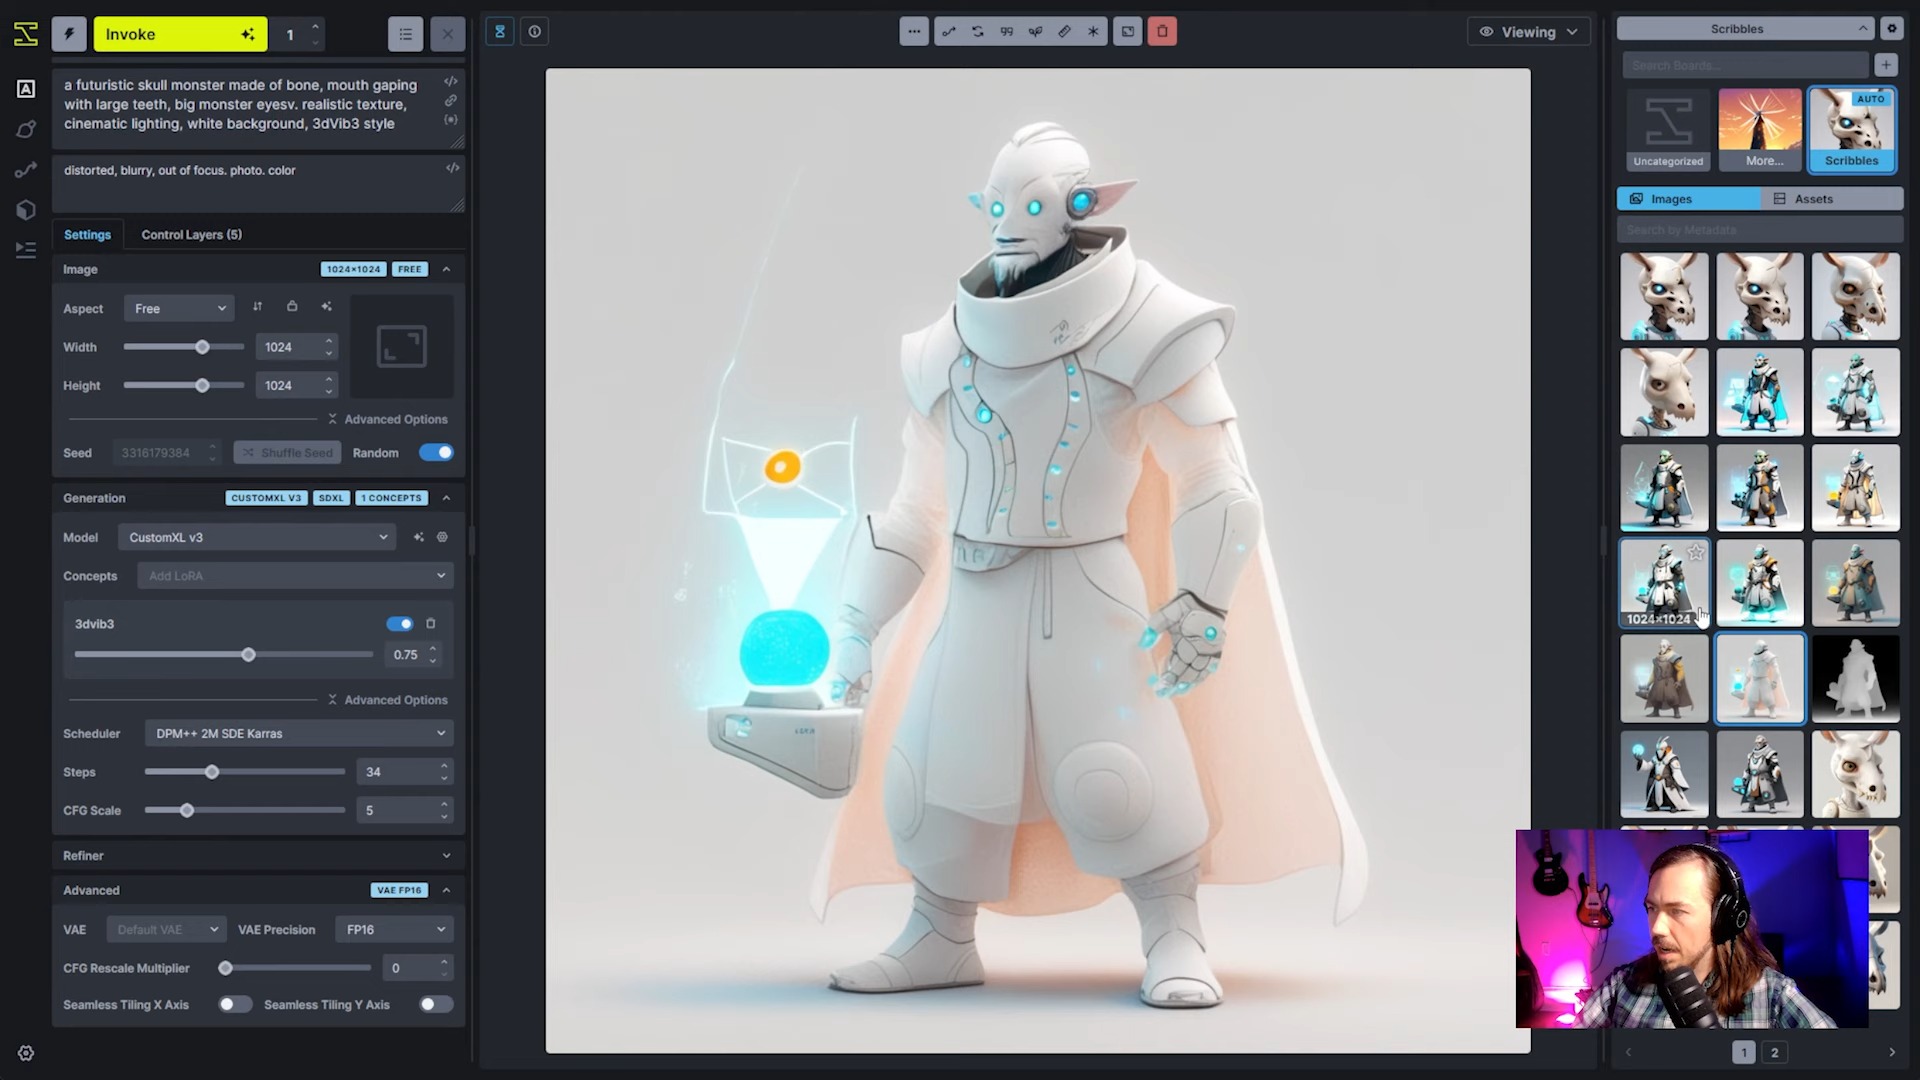 Invoke
1
Viewing
Scribbles
a futuristic skull monster made of bone, mouth gaping
with large teeth, big monster eyesv. realistic texture,
cinematic lighting, white background, 3dVib3 style
Search Boards...
AUTO
Uncategorized
More...
Scribbles
distorted, blurry, out of focus. photo. color
Images
Assets
Search by Metadata
Settings
Control Layers (5)
Image
1024×1024
FREE
Aspect
Free
Width
1024
Height
1024
Advanced Options
Seed
3316179384
Shuffle Seed
Random
Generation
CUSTOMXL V3
SDXL
1 CONCEPTS
Model
CustomXL v3
Concepts
Add LoRA
3dvib3
0.75
1024×1024
Advanced Options
Scheduler
DPM++ 2M SDE Karras
Steps
34
CFG Scale
5
Refiner
Advanced
VAE FP16
VAE
Default VAE
VAE Precision
FP16
CFG Rescale Multiplier
0
Seamless Tiling X Axis
Seamless Tiling Y Axis
1
2